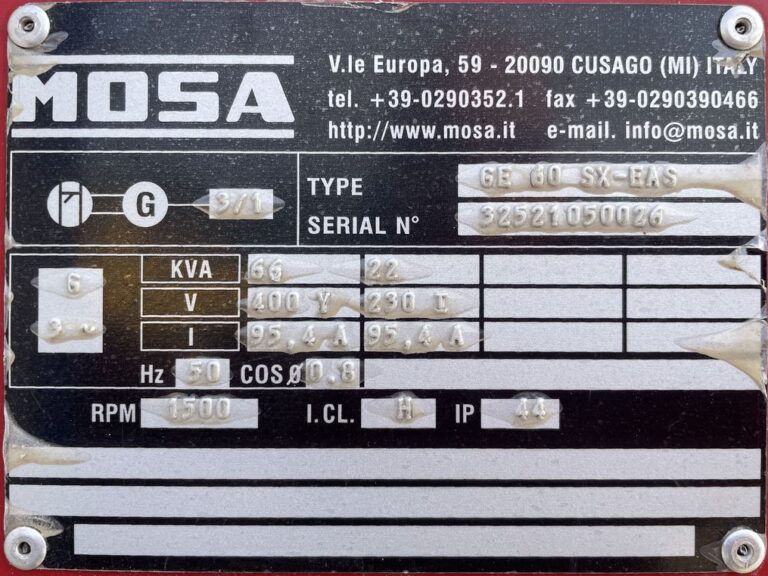 MOSA
V.le Europa, 59 - 20090 CUSAGO (MI) ITALY
tel. +39-0290352.1 fax +39-0290390466
http://www.mosa.it e-mail. info@mosa.it
G 3/1
TYPE GE 60 SX-EAS
SERIAL N° 32521050026
G
3~
KVA 66 22
V 400 Y 230 I
I 95,4 A 95,4 A
Hz 50 COSø 0.8
RPM 1500 I.CL. H IP 44